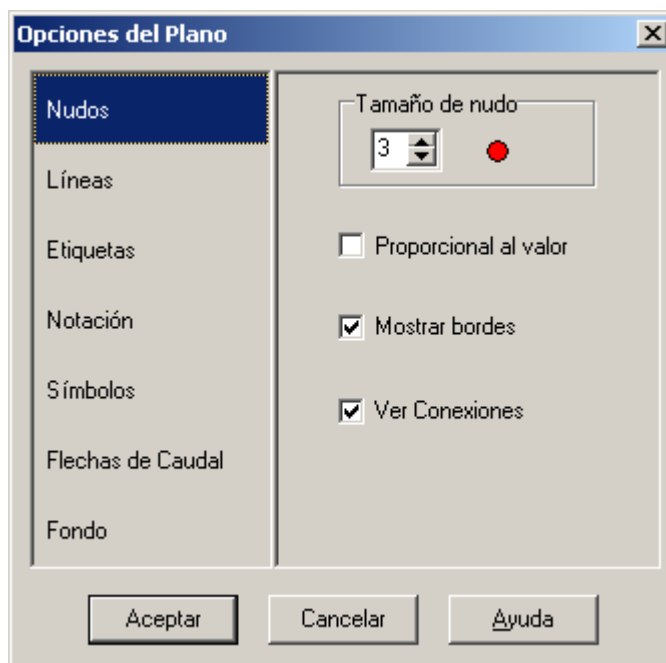 Opciones del Plano
Nudos
Líneas
Etiquetas
Notación
Símbolos
Flechas de Caudal
Fondo
Tamaño de nudo
3
Proporcional al valor
Mostrar bordes
Ver Conexiones
Aceptar
Cancelar
Ayuda